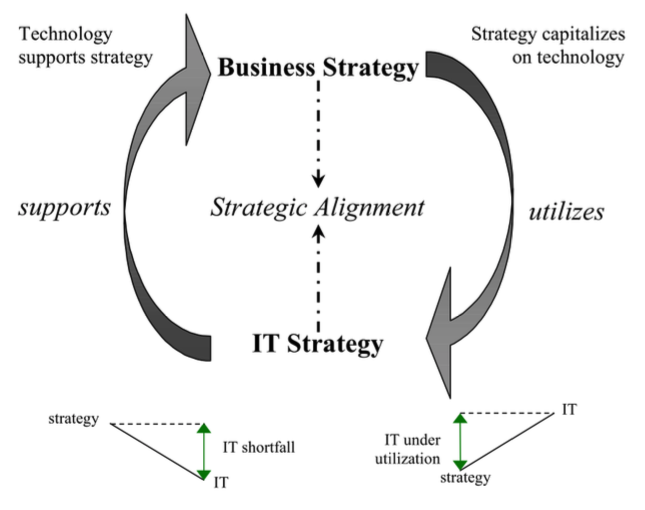 Technology
supports strategy
Strategy capitalizes
on technology
Business Strategy
supports
Strategic Alignment
utilizes
IT Strategy
strategy
IT shortfall
IT
IT
IT under
utilization
strategy